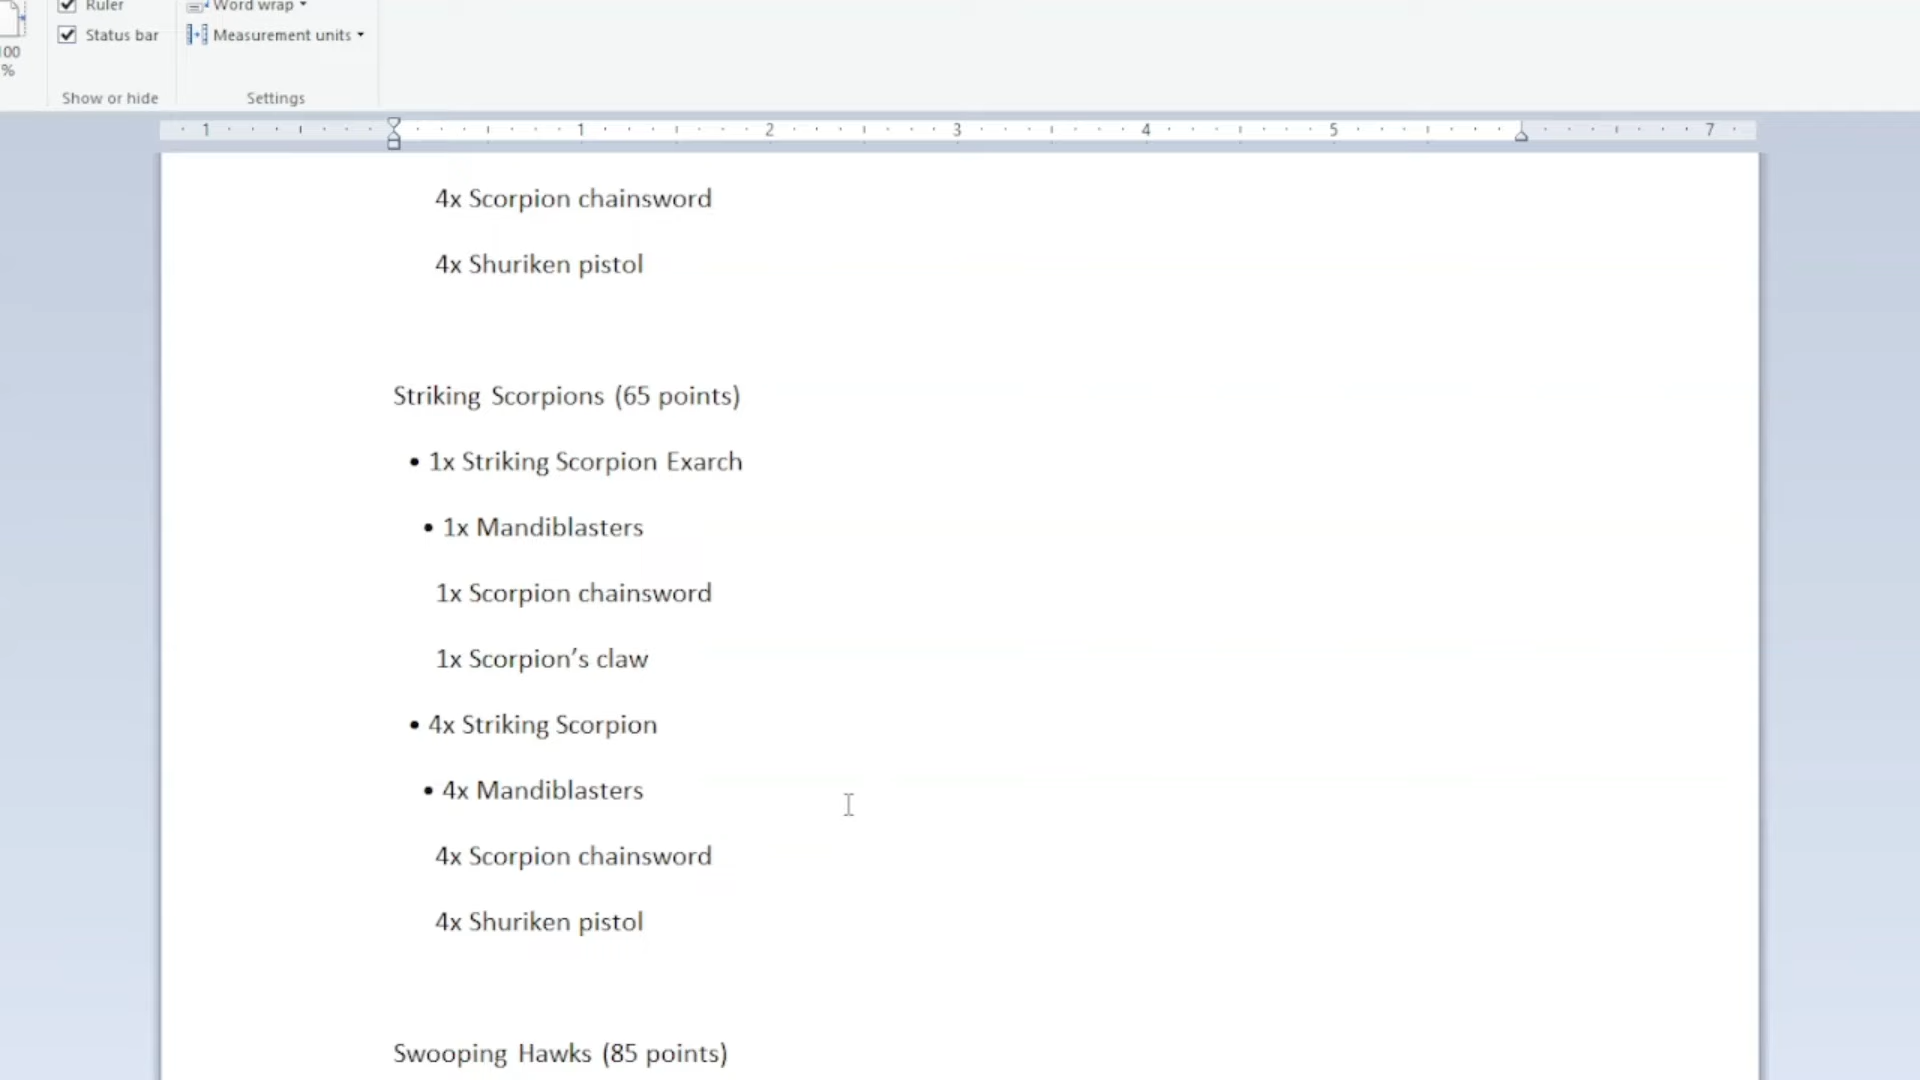 Ruler
Word wrap
100
%
Status bar
Measurement units
Show or hide
Settings
1 1 2 3 4 5 7
4x Scorpion chainsword
4x Shuriken pistol
Striking Scorpions (65 points)
• 1x Striking Scorpion Exarch
• 1x Mandiblasters
1x Scorpion chainsword
1x Scorpion’s claw
• 4x Striking Scorpion
• 4x Mandiblasters
4x Scorpion chainsword
4x Shuriken pistol
Swooping Hawks (85 points)